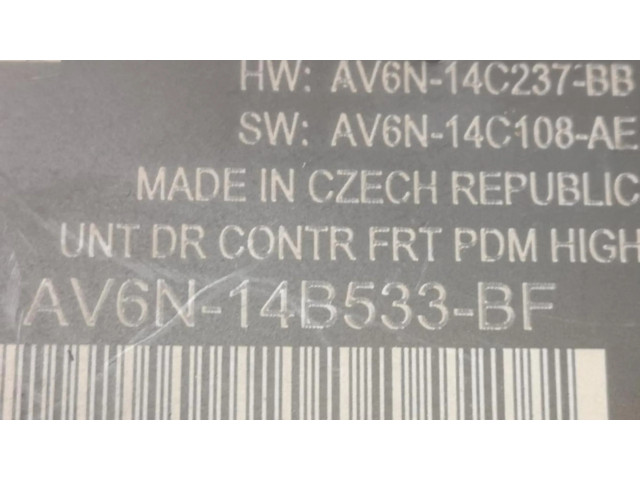 HW: AV6N-14C237-BB
SW: AV6N-14C108-AE
MADE IN CZECH REPUBLIC
UNT DR CONTR FRT PDM HIGH
AV6N-14B533-BF